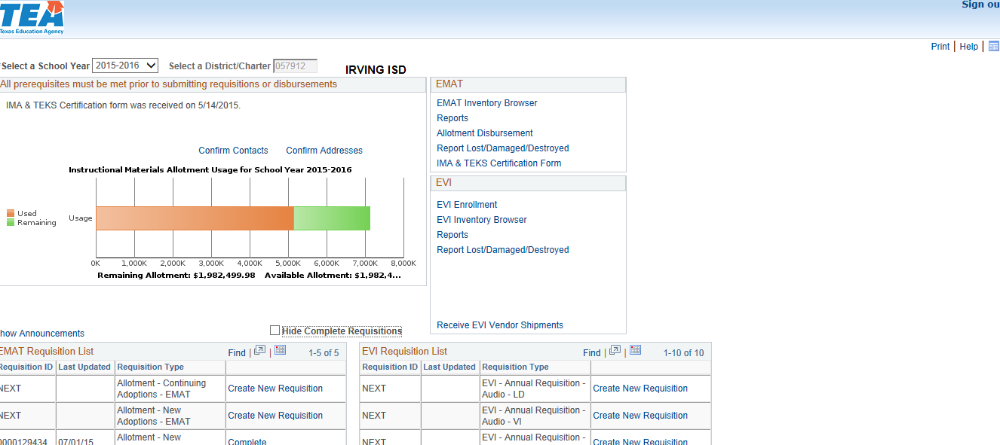 TEA
Texas Education Agency
Sign ou
Print | Help |
*Select a School Year 2015-2016 Select a District/Charter 057912 IRVING ISD
All prerequisites must be met prior to submitting requisitions or disbursements
IMA & TEKS Certification form was received on 5/14/2015.
Confirm Contacts Confirm Addresses
Instructional Materials Allotment Usage for School Year 2015-2016
Used
Remaining
Usage
0K 1,000K 2,000K 3,000K 4,000K 5,000K 6,000K 7,000K 8,000K
Remaining Allotment: $1,982,499.98 Available Allotment: $1,982,4...
EMAT
EMAT Inventory Browser
Reports
Allotment Disbursement
Report Lost/Damaged/Destroyed
IMA & TEKS Certification Form
EVI
EVI Enrollment
EVI Inventory Browser
Reports
Report Lost/Damaged/Destroyed
Receive EVI Vendor Shipments
how Announcements
Hide Complete Requisitions
EMAT Requisition List Find | | 1-5 of 5
Requisition ID Last Updated Requisition Type
NEXT Allotment - Continuing
Adoptions - EMAT Create New Requisition
NEXT Allotment - New
Adoptions - EMAT Create New Requisition
0000129434 07/01/15 Allotment - New
Complete
EVI Requisition List Find | | 1-10 of 10
Requisition ID Last Updated Requisition Type
NEXT EVI - Annual Requisition -
Audio - LD Create New Requisition
NEXT EVI - Annual Requisition -
Audio - VI Create New Requisition
NEXT EVI - Annual Requisition -
Create New Requisition